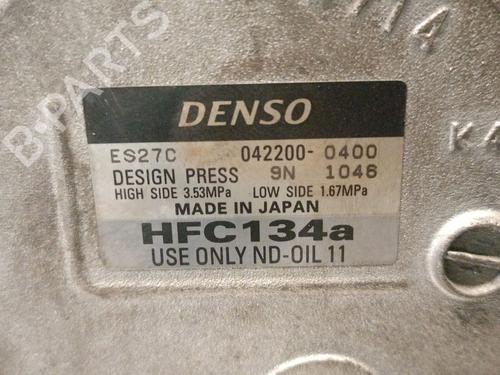 B-PARTS
114
DENSO
ES27C 042200-0400
DESIGN PRESS 9N 1046
HIGH SIDE 3.53MPa LOW SIDE 1.67MPa
MADE IN JAPAN
HFC134a
USE ONLY ND-OIL 11